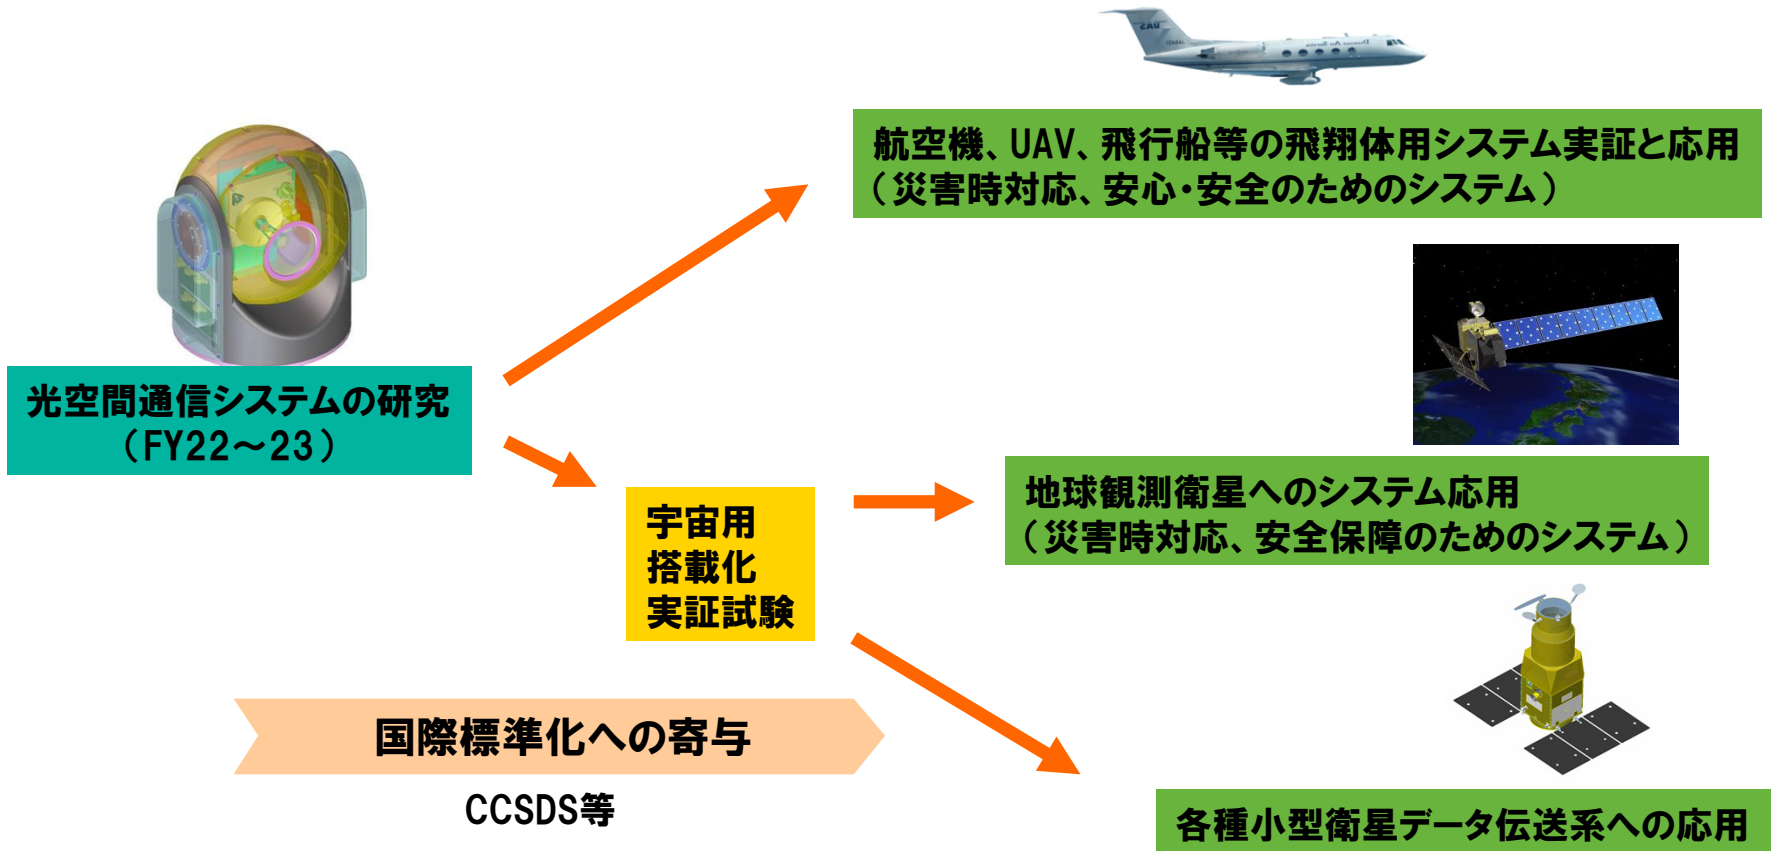 航空機、UAV、飛行船等の飛翔体用システム実証と応用
（災害時対応、安心・安全のためのシステム）
光空間通信システムの研究
（FY22～23）
地球観測衛星へのシステム応用
（災害時対応、安全保障のためのシステム）
宇宙用
搭載化
実証試験
国際標準化への寄与
CCSDS等
各種小型衛星データ伝送系への応用